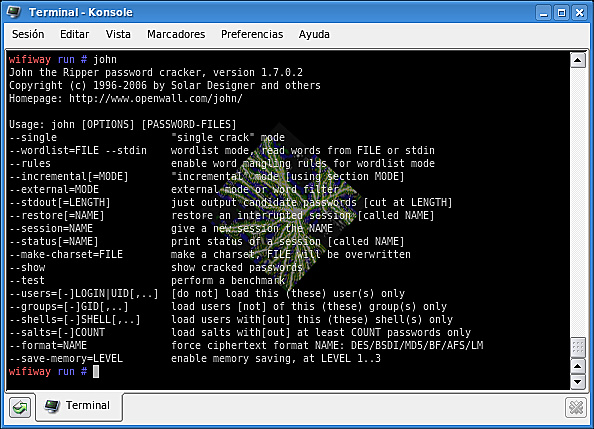 Terminal - Konsole
Sesión Editar Vista Marcadores Preferencias Ayuda
wifiway run # john
John the Ripper password cracker, version 1.7.0.2
Copyright (c) 1996-2006 by Solar Designer and others
Homepage: http://www.openwall.com/john/
Usage: john [OPTIONS] [PASSWORD-FILES]
--single "single crack" mode
--wordlist=FILE --stdin wordlist mode, read words from FILE or stdin
--rules enable word mangling rules for wordlist mode
--incremental[=MODE] "incremental" mode [using section MODE]
--external=MODE external mode or word filter
--stdout[=LENGTH] just output candidate passwords [cut at LENGTH]
--restore[=NAME] restore an interrupted session [called NAME]
--session=NAME give a new session the NAME
--status[=NAME] print status of a session [called NAME]
--make-charset=FILE make a charset, FILE will be overwritten
--show show cracked passwords
--test perform a benchmark
--users=[-]LOGIN|UID[,..] [do not] load this (these) user(s) only
--groups=[-]GID[,..] load users [not] of this (these) group(s) only
--shells=[-]SHELL[,..] load users with[out] this (these) shell(s) only
--salts=[-]COUNT load salts with[out] at least COUNT passwords only
--format=NAME force ciphertext format NAME: DES/BSDI/MD5/BF/AFS/LM
--save-memory=LEVEL enable memory saving, at LEVEL 1..3
wifiway run #
Terminal